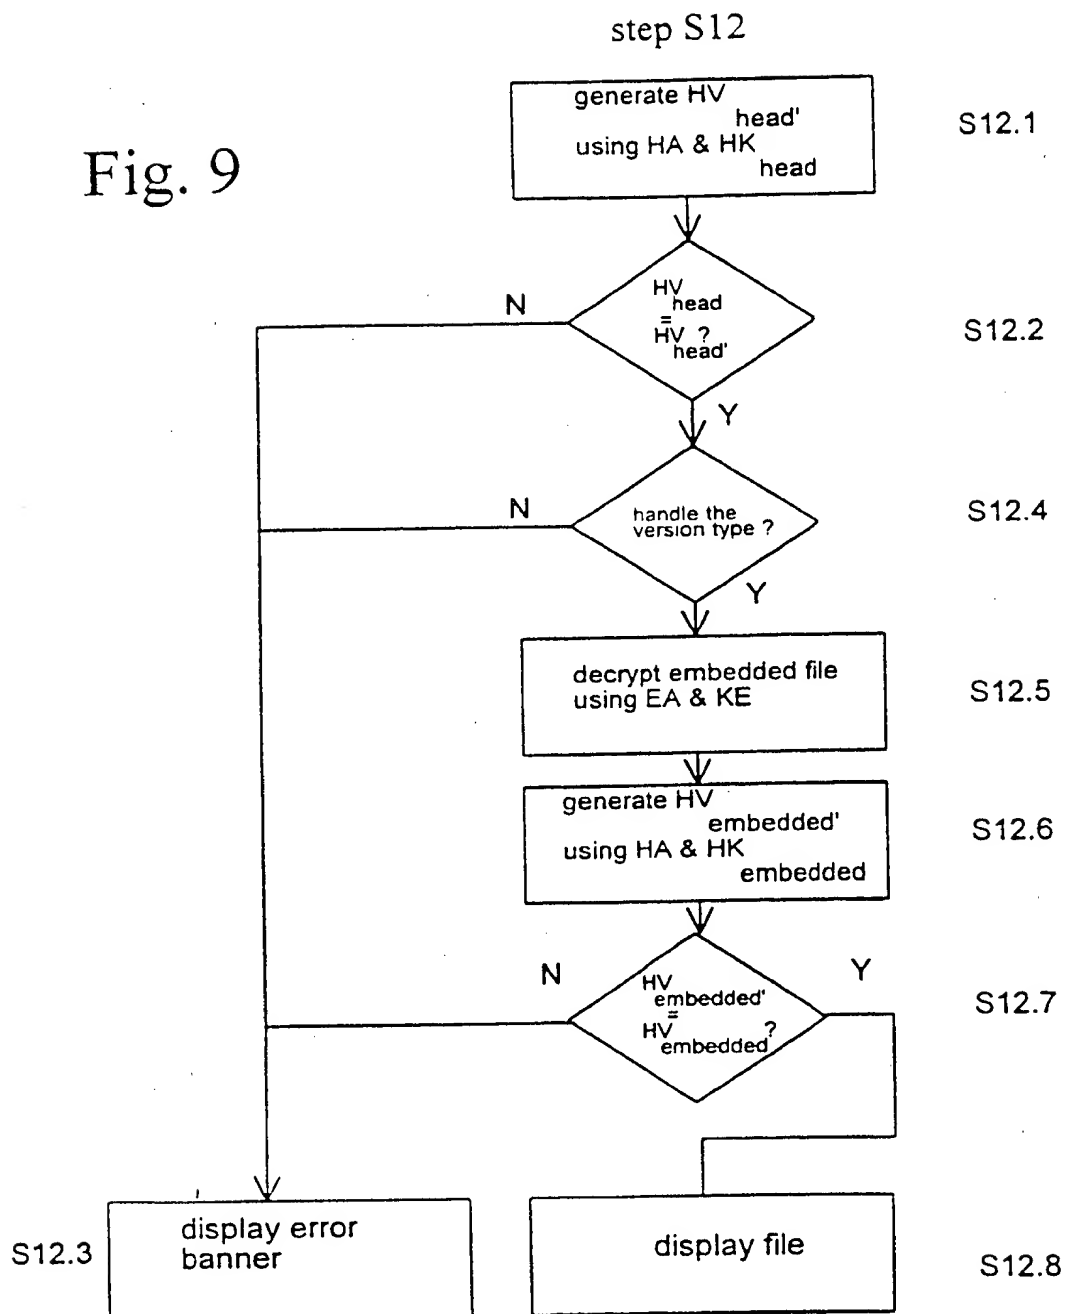 step S12
Fig. 9
generate HV
head'
using HA & HK
head
S12.1
HV
head
=
HV ?
head'
N
Y
S12.2
handle the
version type ?
N
Y
S12.4
decrypt embedded file
using EA & KE
S12.5
generate HV
embedded'
using HA & HK
embedded
S12.6
HV
embedded'
=
HV ?
embedded
N
Y
S12.7
S12.3
display error
banner
display file
S12.8